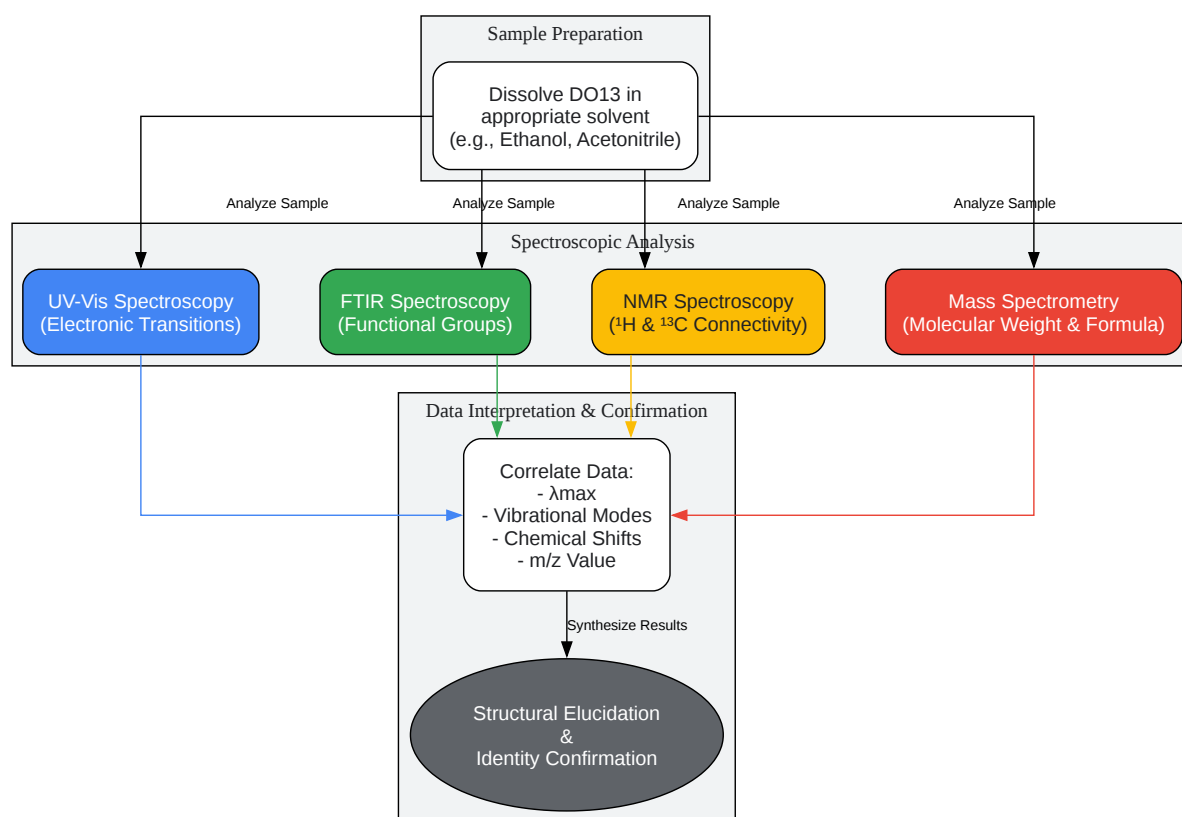 Sample Preparation
Dissolve DO13 in
appropriate solvent
(e.g., Ethanol, Acetonitrile)
Analyze Sample
Analyze Sample
Analyze Sample
Analyze Sample
Spectroscopic Analysis
UV-Vis Spectroscopy
(Electronic Transitions)
FTIR Spectroscopy
(Functional Groups)
NMR Spectroscopy
(¹H & ¹³C Connectivity)
Mass Spectrometry
(Molecular Weight & Formula)
Data Interpretation & Confirmation
Correlate Data:
- λmax
- Vibrational Modes
- Chemical Shifts
- m/z Value
Synthesize Results
Structural Elucidation
&
Identity Confirmation